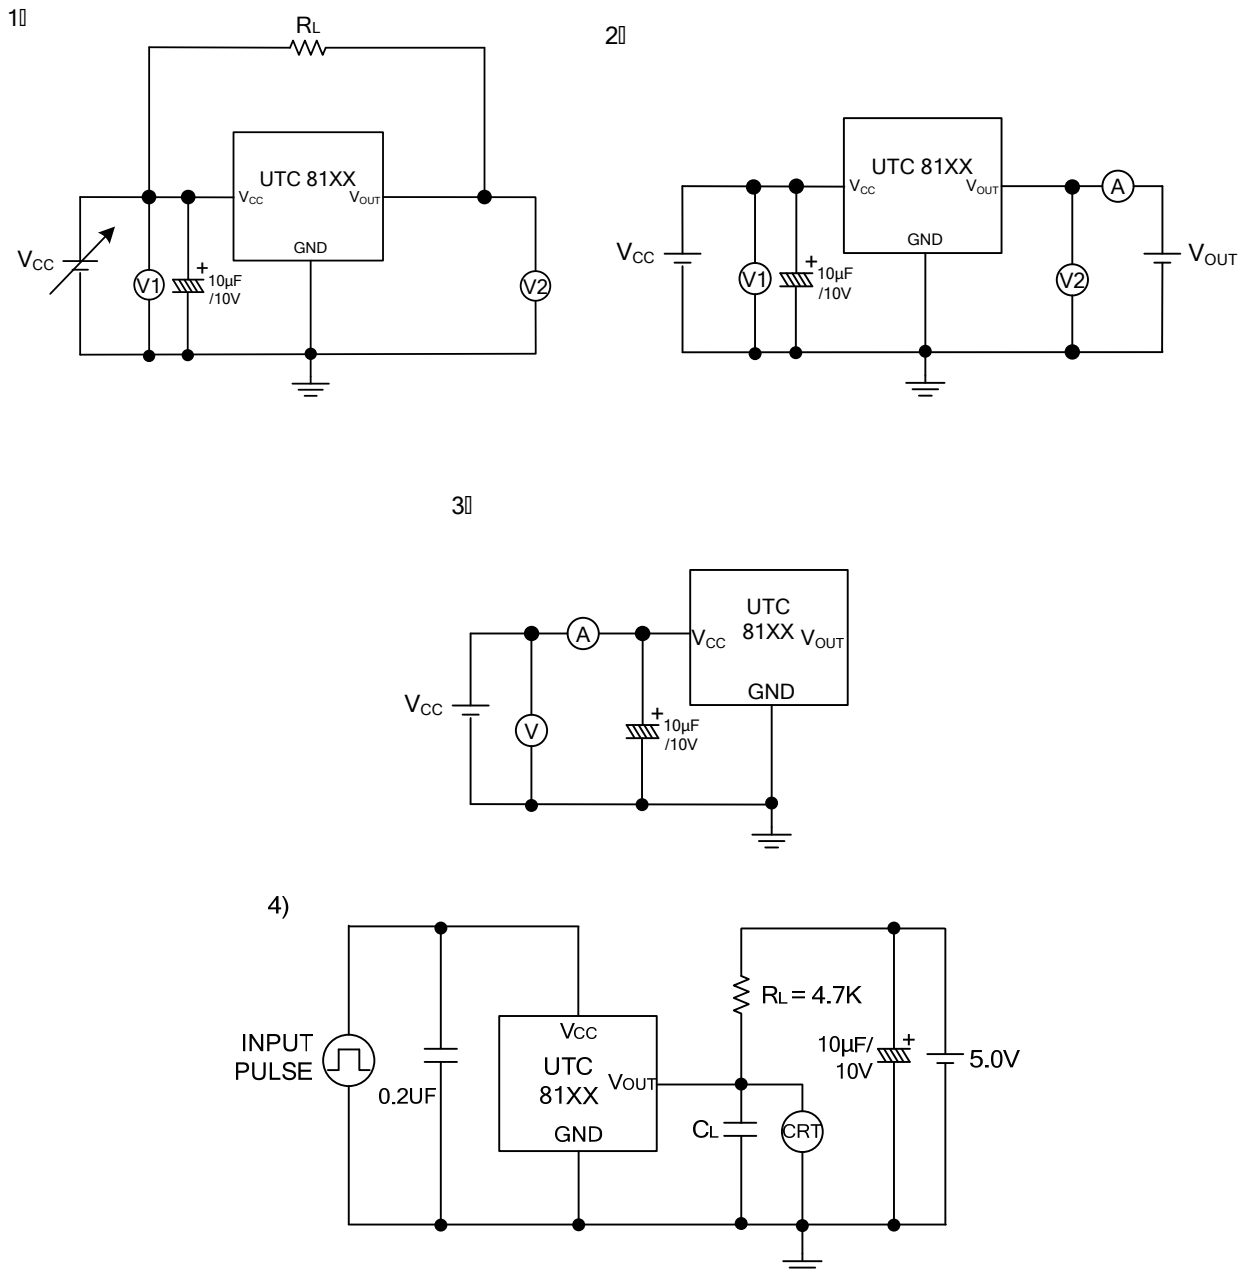 1▯
RL
UTC 81XX
VCC
VOUT
GND
VCC
V1
+
10µF
/10V
V2
2▯
UTC 81XX
VCC
VOUT
GND
VCC
V1
+
10µF
/10V
V2
A
VOUT
3▯
UTC
81XX
VCC
VOUT
GND
A
VCC
V
+
10µF
/10V
4)
INPUT
PULSE
0.2UF
VCC
UTC
81XX
VOUT
GND
RL = 4.7K
CL
CRT
10µF/
10V
+
5.0V